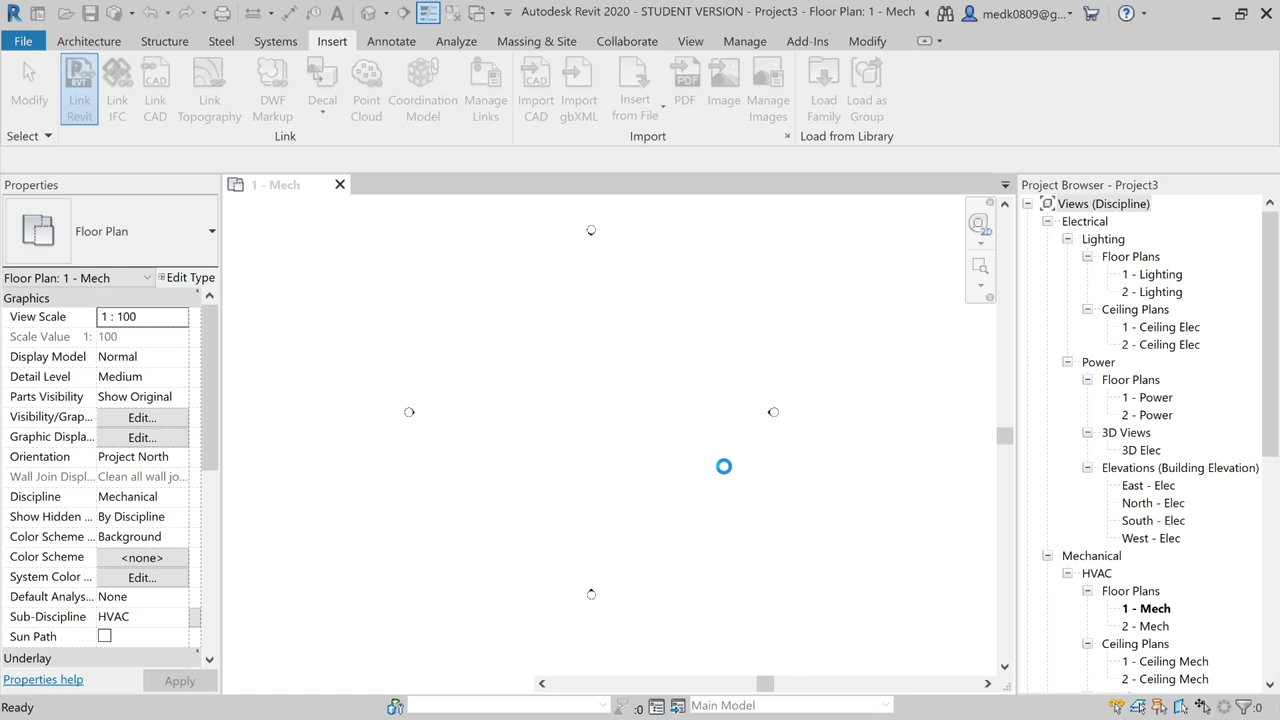 Autodesk Revit 2020 - STUDENT VERSION - Project3 - Floor Plan: 1 - Mech
medk0809@g...
File Architecture Structure Steel Systems Insert Annotate Analyze Massing & Site Collaborate View Manage Add-Ins Modify
Modify
Link Revit
Link IFC
Link CAD
Link Topography
DWF Markup
Decal
Point Cloud
Coordination Model
Manage Links
Import CAD
Import gbXML
Insert from File
PDF
Image
Manage Images
Load Family
Load as Group
Select Link Import Load from Library
Properties
Floor Plan
Floor Plan: 1 - Mech Edit Type
Graphics
View Scale 1 : 100
Scale Value 1: 100
Display Model Normal
Detail Level Medium
Parts Visibility Show Original
Visibility/Grap... Edit...
Graphic Displa... Edit...
Orientation Project North
Wall Join Displ... Clean all wall jo...
Discipline Mechanical
Show Hidden ... By Discipline
Color Scheme ... Background
Color Scheme <none>
System Color ... Edit...
Default Analys... None
Sub-Discipline HVAC
Sun Path
Underlay
Properties help Apply
1 - Mech
2D
Project Browser - Project3
Views (Discipline)
Electrical
Lighting
Floor Plans
1 - Lighting
2 - Lighting
Ceiling Plans
1 - Ceiling Elec
2 - Ceiling Elec
Power
Floor Plans
1 - Power
2 - Power
3D Views
3D Elec
Elevations (Building Elevation)
East - Elec
North - Elec
South - Elec
West - Elec
Mechanical
HVAC
Floor Plans
1 - Mech
2 - Mech
Ceiling Plans
1 - Ceiling Mech
2 - Ceiling Mech
Ready :0 Main Model :0